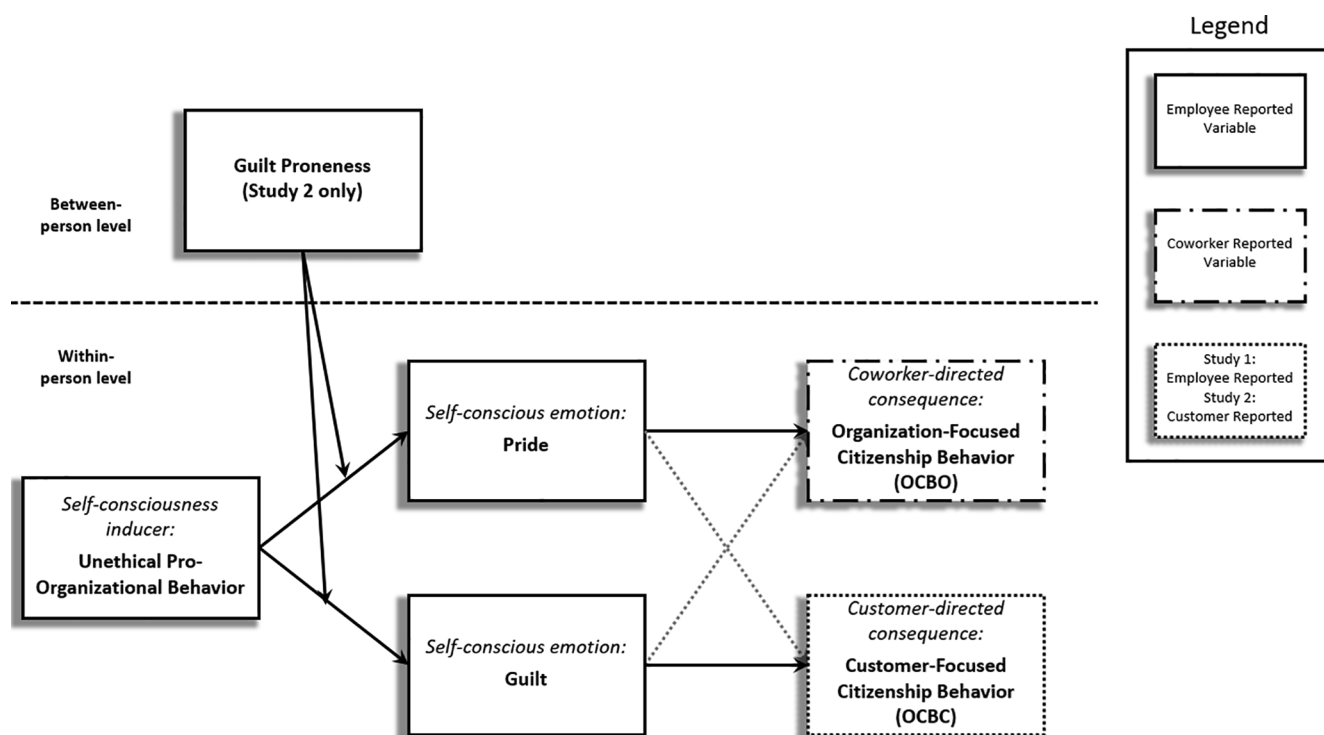 Legend
Employee Reported
Variable
Coworker Reported
Variable
Study 1:
Employee Reported
Study 2:
Customer Reported
Between-
person level
Guilt Proneness
(Study 2 only)
Within-
person level
Self-consciousness
inducer:
Unethical Pro-
Organizational Behavior
Self-conscious emotion:
Pride
Coworker-directed
consequence:
Organization-Focused
Citizenship Behavior
(OCBO)
Self-conscious emotion:
Guilt
Customer-directed
consequence:
Customer-Focused
Citizenship Behavior
(OCBC)